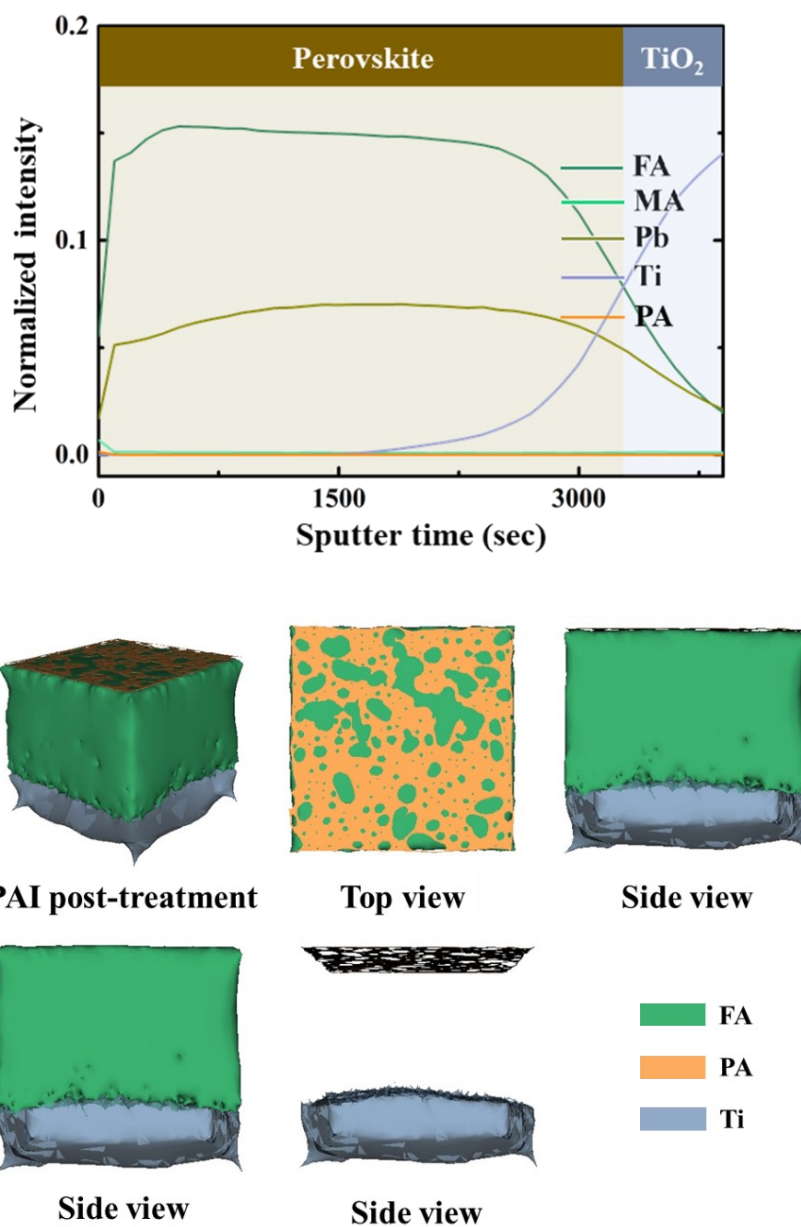 0.2
Perovskite
TiO₂
FA
MA
Pb
Ti
PA
0.1
0.0
Normalized intensity
0
1500
3000
Sputter time (sec)
PAI post-treatment
Top view
Side view
Side view
Side view
FA
PA
Ti